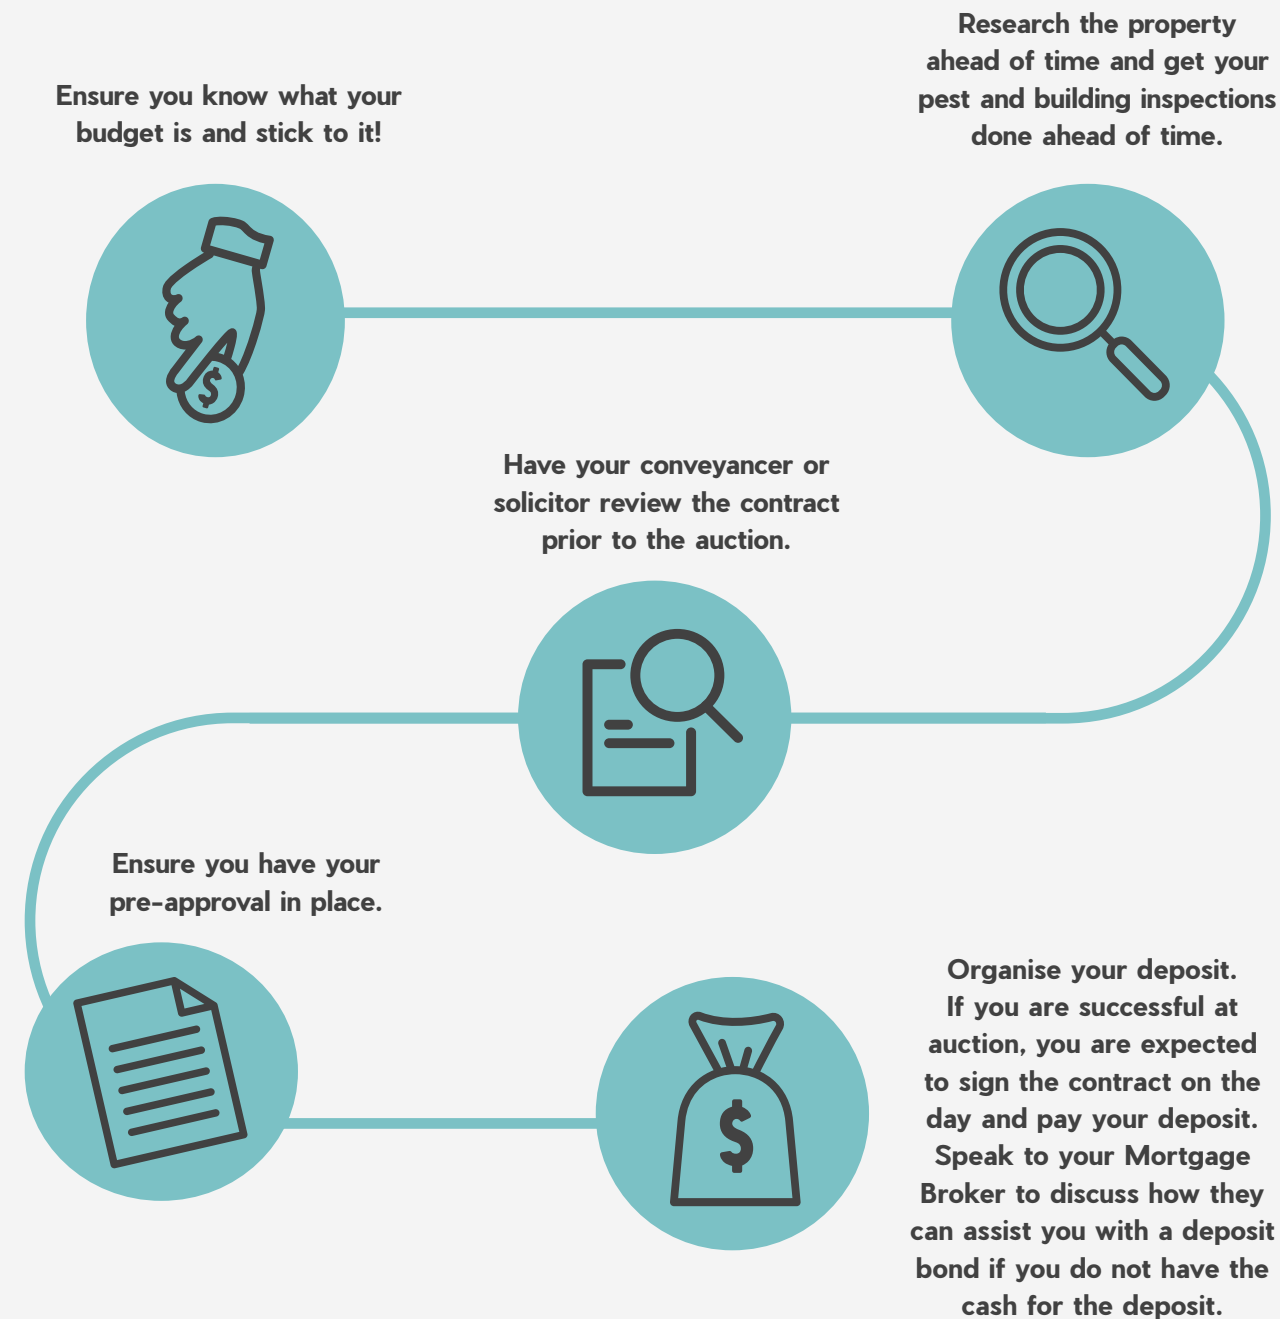 Ensure you know what your
budget is and stick to it!
Research the property
ahead of time and get your
pest and building inspections
done ahead of time.
Have your conveyancer or
solicitor review the contract
prior to the auction.
Ensure you have your
pre-approval in place.
$
$
Organise your deposit.
If you are successful at
auction, you are expected
to sign the contract on the
day and pay your deposit.
Speak to your Mortgage
Broker to discuss how they
can assist you with a deposit
bond if you do not have the
cash for the deposit.